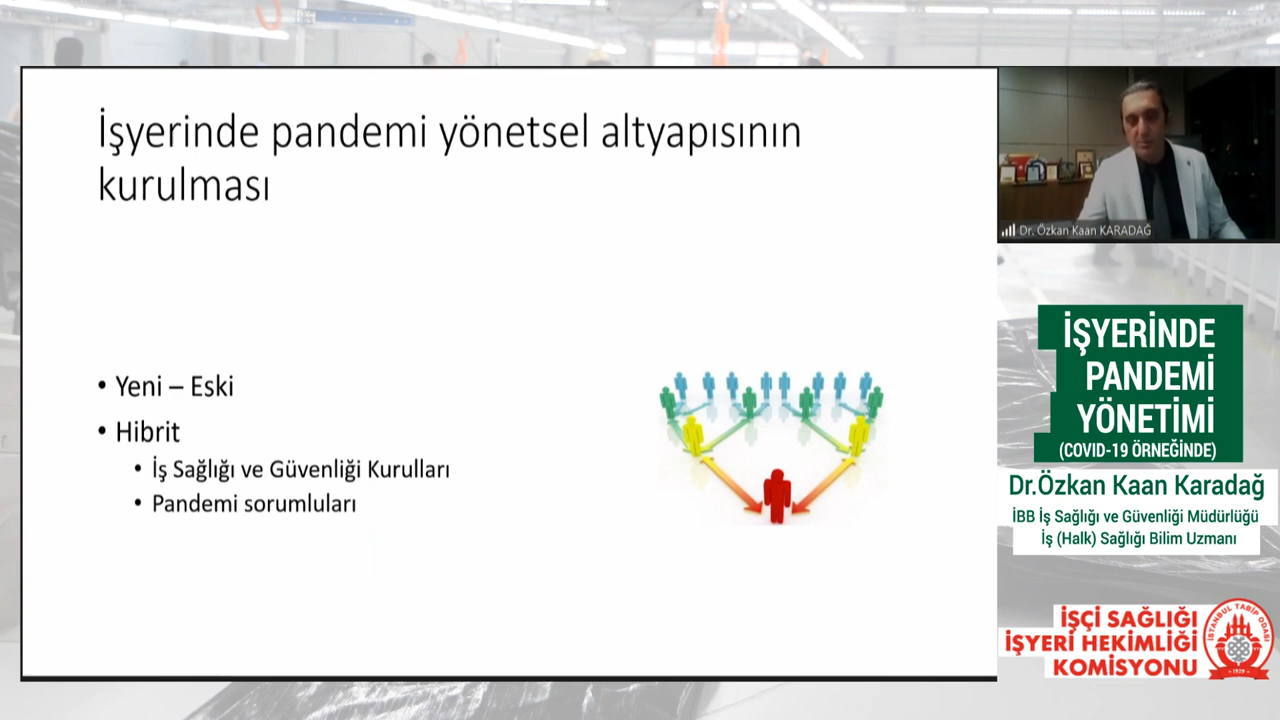 İşyerinde pandemi yönetsel altyapısının
kurulması
• Yeni – Eski
• Hibrit
• İş Sağlığı ve Güvenliği Kurulları
• Pandemi sorumluları
Dr. Özkan Kaan KARADAĞ
İŞYERİNDE
PANDEMİ
YÖNETİMİ
(COVID-19 ÖRNEĞİNDE)
Dr.Özkan Kaan Karadağ
İBB İş Sağlığı ve Güvenliği Müdürlüğü
İş (Halk) Sağlığı Bilim Uzmanı
İŞÇİ SAĞLIĞI
İŞYERİ HEKİMLİĞİ
KOMİSYONU
İSTANBUL TABİP ODASI
1929